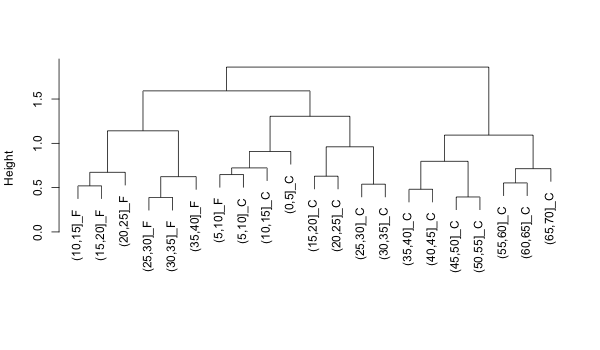 Height
0.0
0.5
1.0
1.5
(10,15]_F
(15,20]_F
(20,25]_F
(25,30]_F
(30,35]_F
(35,40]_F
(5,10]_F
(5,10]_C
(10,15]_C
(0,5]_C
(15,20]_C
(20,25]_C
(25,30]_C
(30,35]_C
(35,40]_C
(40,45]_C
(45,50]_C
(50,55]_C
(55,60]_C
(60,65]_C
(65,70]_C